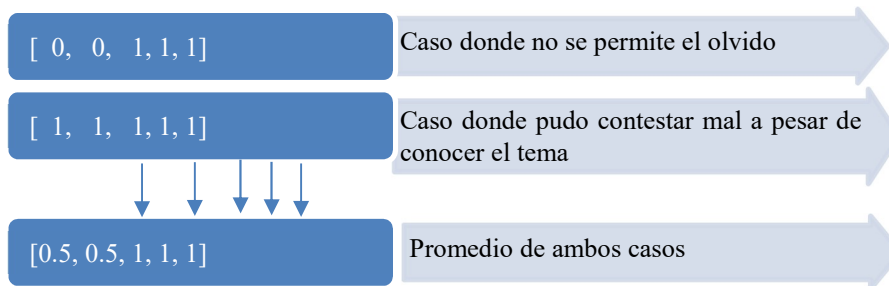 [ 0, 0, 1, 1, 1]
Caso donde no se permite el olvido
[ 1, 1, 1, 1, 1]
Caso donde pudo contestar mal a pesar de
conocer el tema
[0.5, 0.5, 1, 1, 1]
Promedio de ambos casos